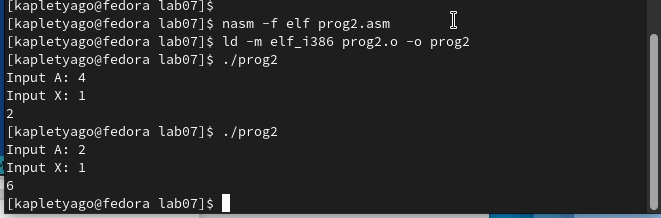 [kapletyago@fedora lab07]$
[kapletyago@fedora lab07]$ nasm -f elf prog2.asm
[kapletyago@fedora lab07]$ ld -m elf_i386 prog2.o -o prog2
[kapletyago@fedora lab07]$ ./prog2
Input A: 4
Input X: 1
2
[kapletyago@fedora lab07]$ ./prog2
Input A: 2
Input X: 1
6
[kapletyago@fedora lab07]$